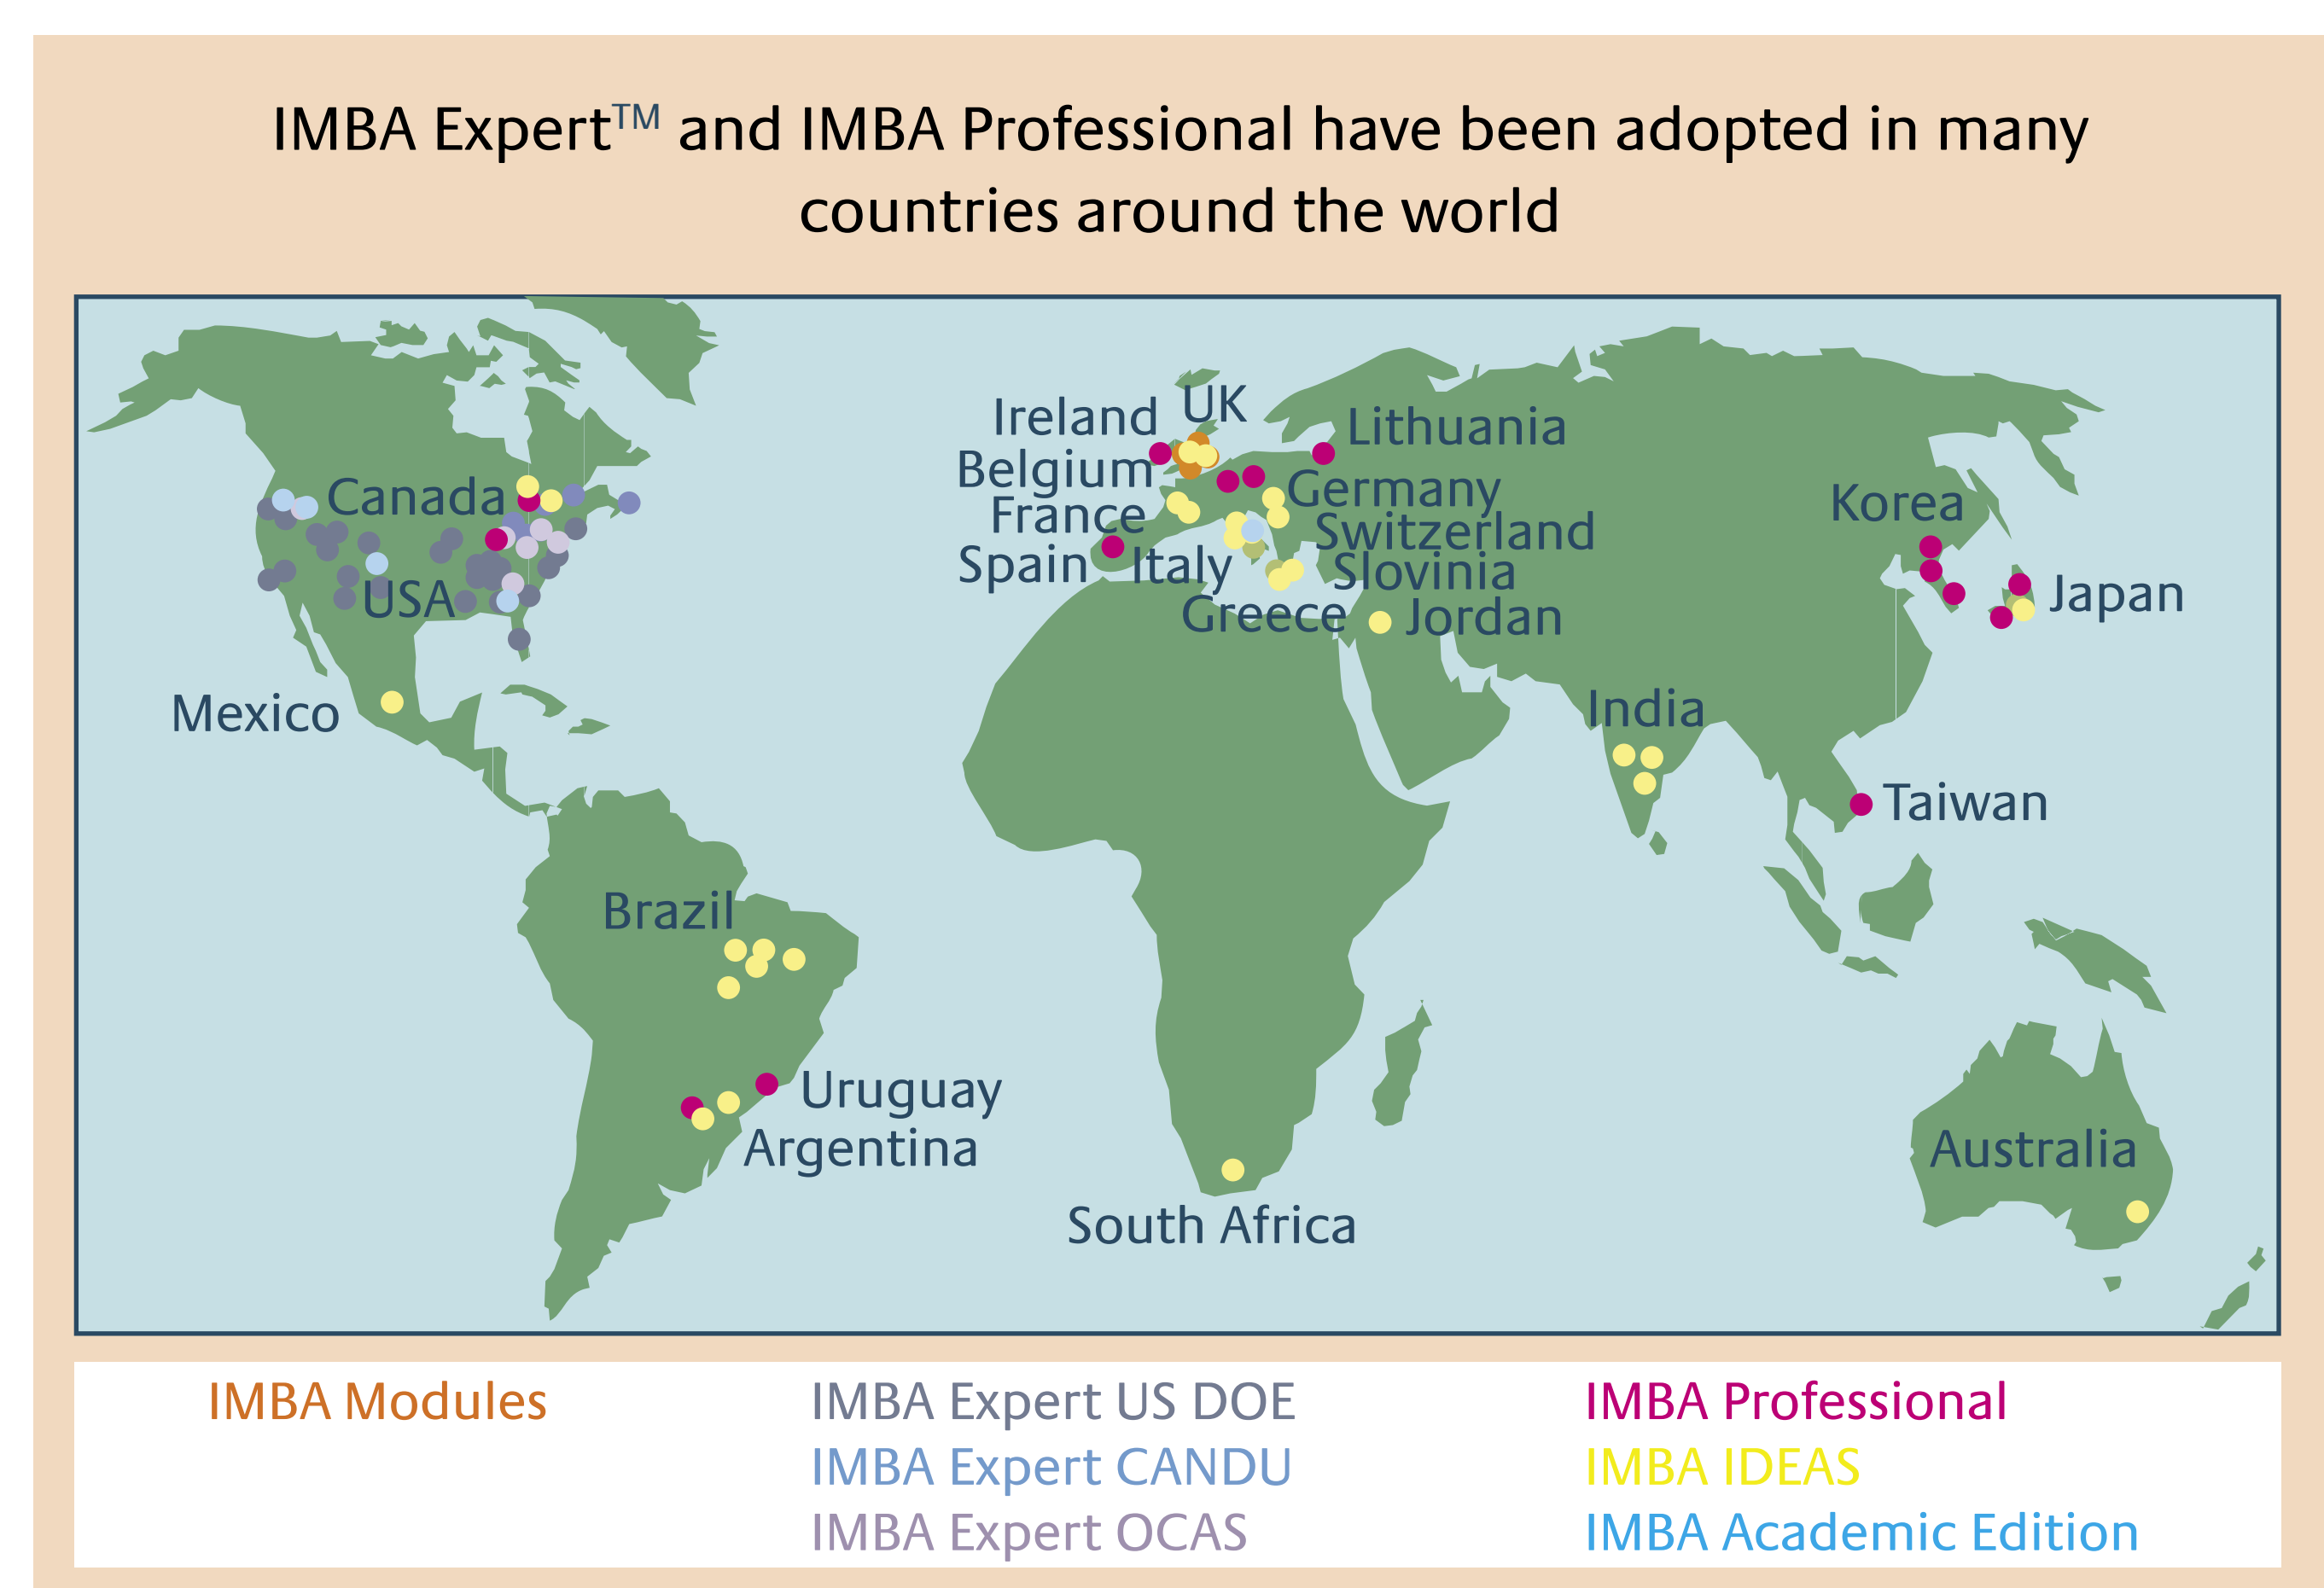 IMBA Expert™ and IMBA Professional have been adopted in many
countries around the world
Ireland
UK
Lithuania
Belgium
Canada
Germany
Korea
France
Switzerland
Spain
Italy
Slovinia
USA
Japan
Greece
Jordan
Mexico
India
Taiwan
Brazil
Uruguay
Argentina
Australia
South Africa
IMBA Modules
IMBA Expert US DOE
IMBA Professional
IMBA Expert CANDU
IMBA IDEAS
IMBA Expert OCAS
IMBA Academic Edition